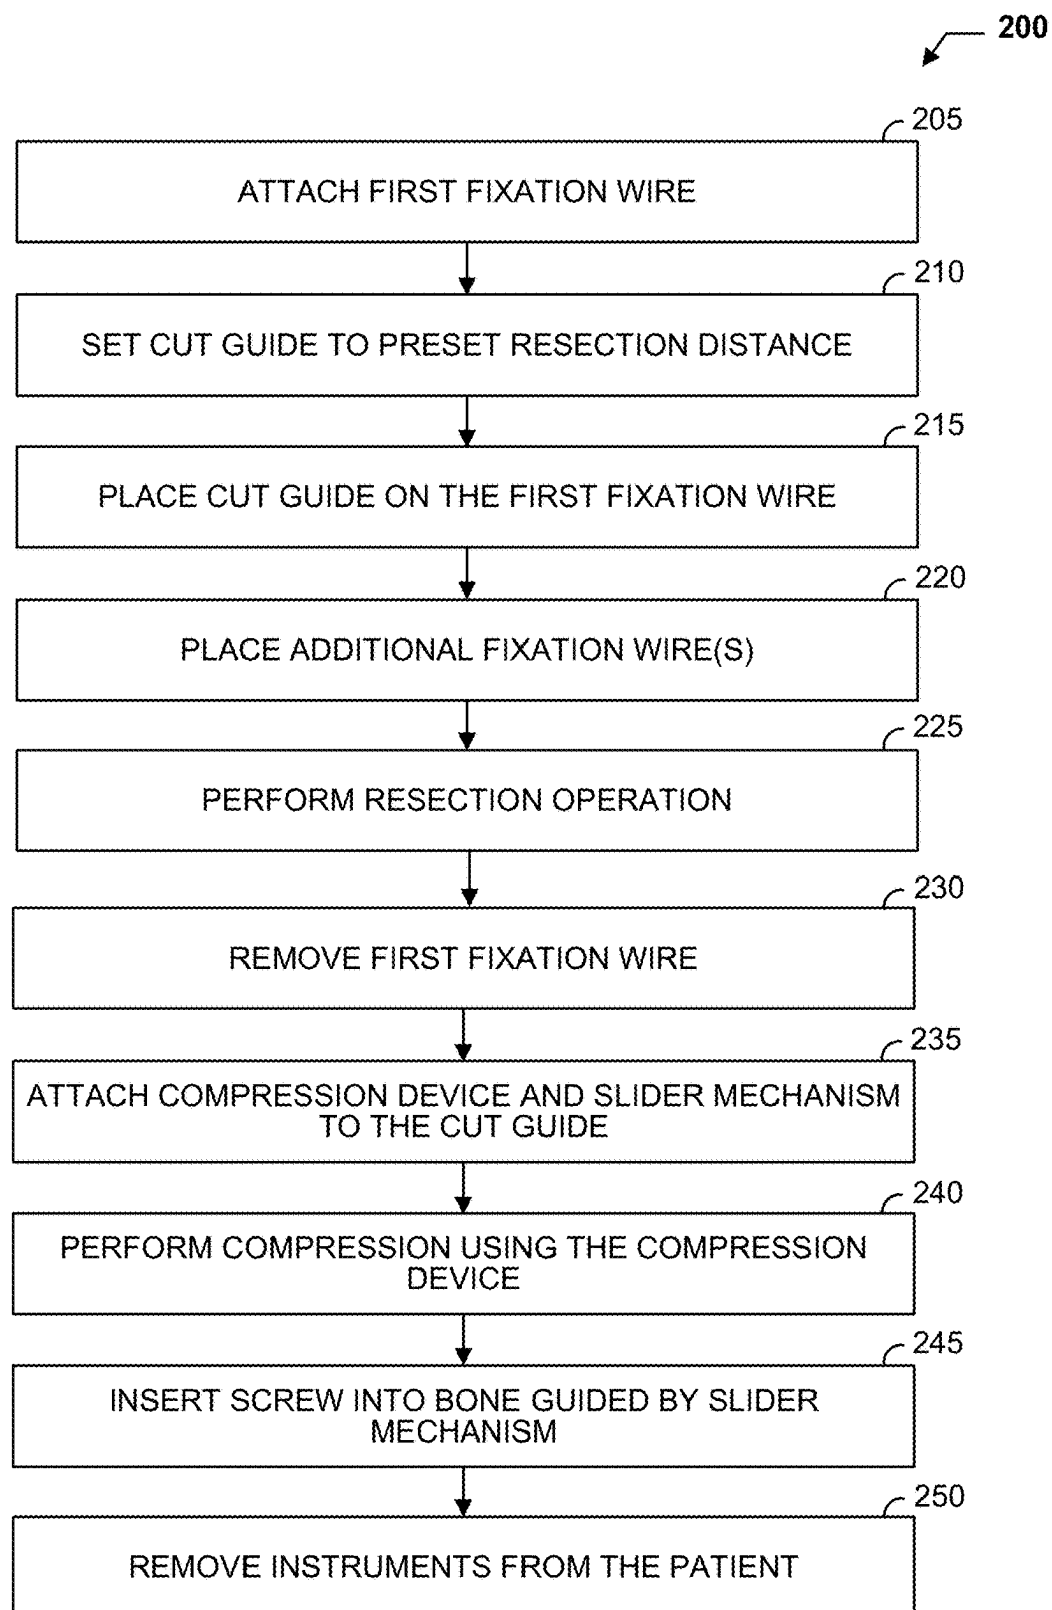 200
205
ATTACH FIRST FIXATION WIRE
210
SET CUT GUIDE TO PRESET RESECTION DISTANCE
215
PLACE CUT GUIDE ON THE FIRST FIXATION WIRE
220
PLACE ADDITIONAL FIXATION WIRE(S)
225
PERFORM RESECTION OPERATION
230
REMOVE FIRST FIXATION WIRE
235
ATTACH COMPRESSION DEVICE AND SLIDER MECHANISM
TO THE CUT GUIDE
240
PERFORM COMPRESSION USING THE COMPRESSION
DEVICE
245
INSERT SCREW INTO BONE GUIDED BY SLIDER
MECHANISM
250
REMOVE INSTRUMENTS FROM THE PATIENT